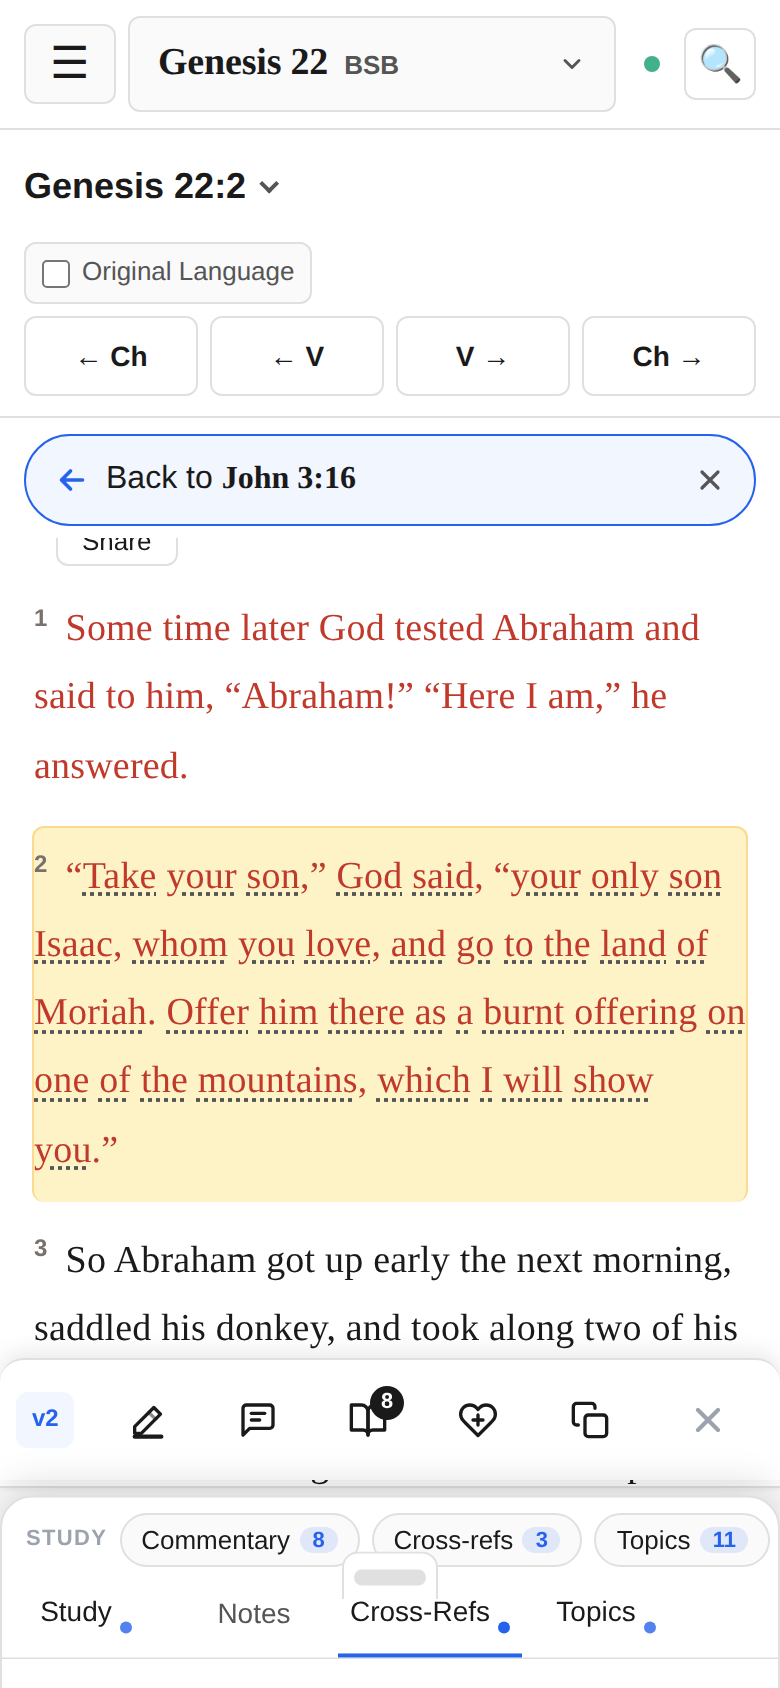 ☰ Genesis 22 BSB
Genesis 22:2
Original Language
← Ch ← V V → Ch →
← Back to John 3:16 ×
Share
1 Some time later God tested Abraham and
said to him, “Abraham!” “Here I am,” he
answered.
2 “Take your son,” God said, “your only son
Isaac, whom you love, and go to the land of
Moriah. Offer him there as a burnt offering on
one of the mountains, which I will show
you.”
3 So Abraham got up early the next morning,
saddled his donkey, and took along two of his
v2 8
STUDY Commentary 8 Cross-refs 3 Topics 11
Study Notes Cross-Refs Topics